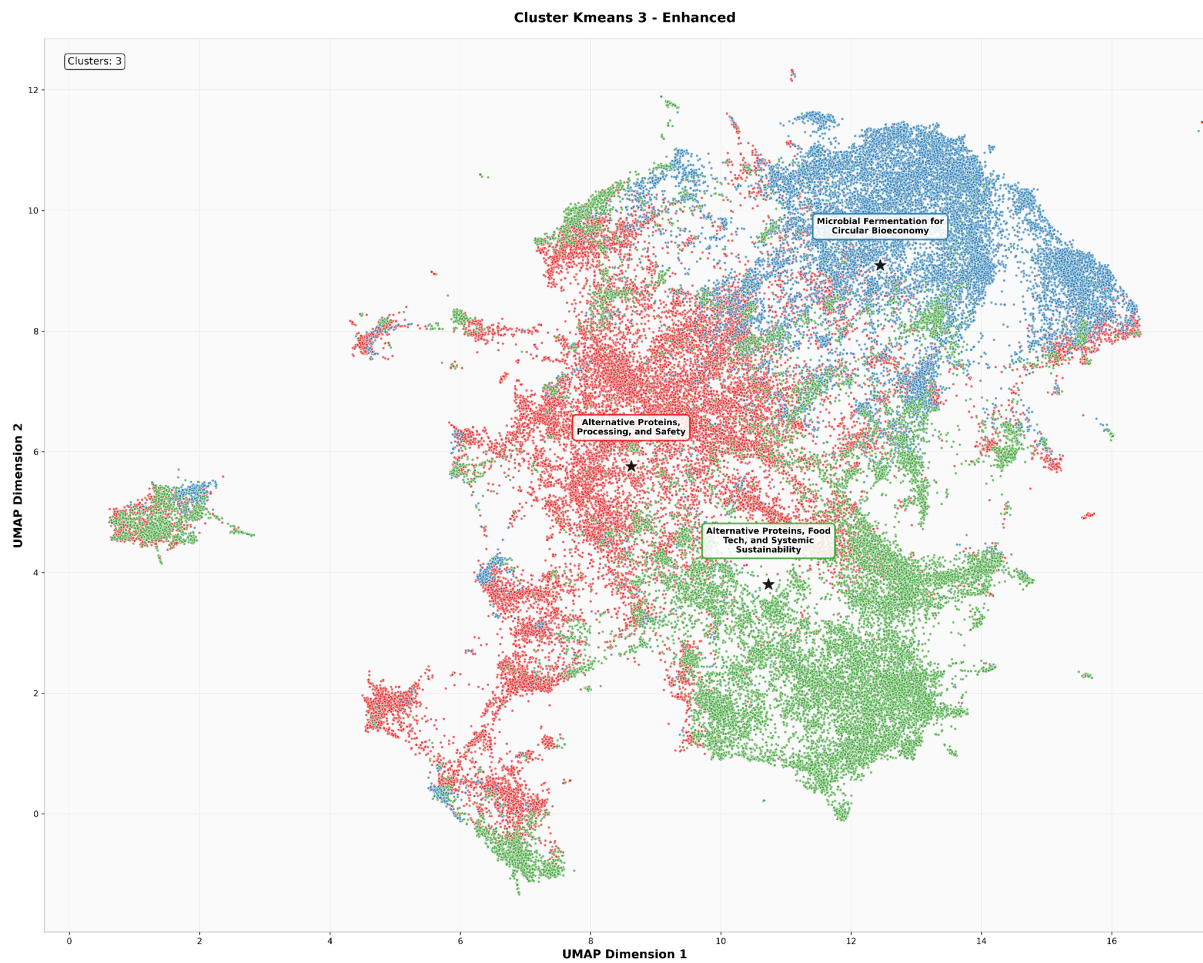 Cluster Kmeans 3 - Enhanced
Clusters: 3
12
10
8
6
4
2
0
UMAP Dimension 2
Microbial Fermentation for
Circular Bioeconomy
Alternative Proteins,
Processing, and Safety
Alternative Proteins, Food
Tech, and Systemic
Sustainability
0 2 4 6 8 10 12 14 16
UMAP Dimension 1